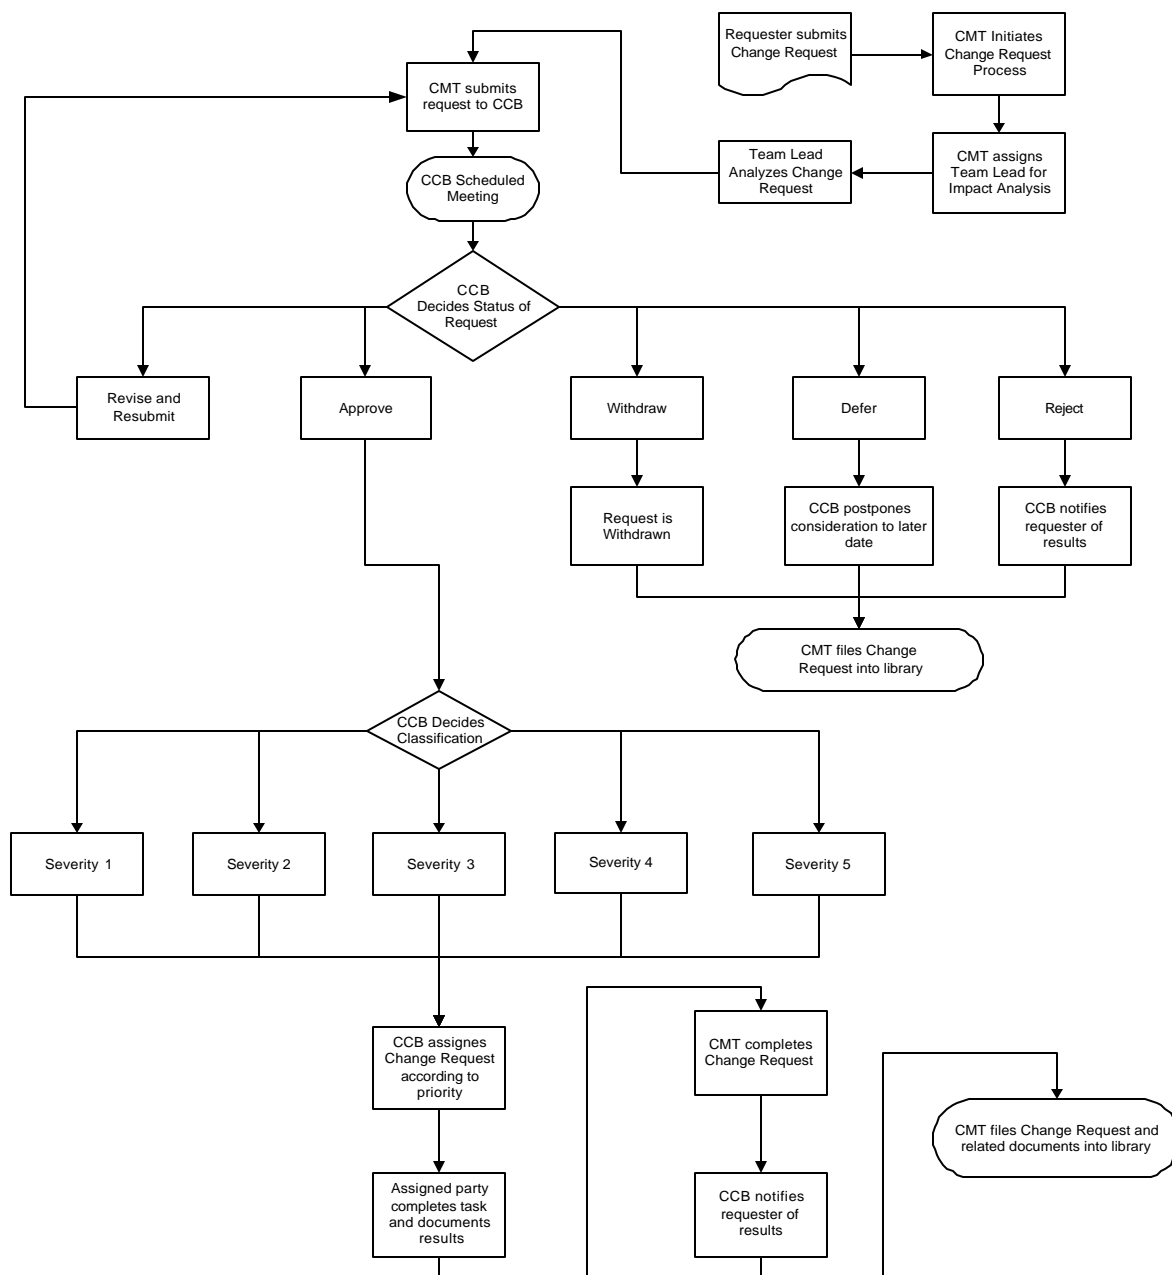 Requester submits
Change Request
CMT Initiates
Change Request
Process
CMT submits
request to CCB
Team Lead
Analyzes Change
Request
CMT assigns
Team Lead for
Impact Analysis
CCB Scheduled
Meeting
CCB
Decides Status of
Request
Revise and
Resubmit
Approve
Withdraw
Defer
Reject
Request is
Withdrawn
CCB postpones
consideration to later
date
CCB notifies
requester of
results
CMT files Change
Request into library
CCB Decides
Classification
Severity 1
Severity 2
Severity 3
Severity 4
Severity 5
CCB assignes
Change Request
according to
priority
CMT completes
Change Request
CMT files Change Request and
related documents into library
Assigned party
completes task
and documents
results
CCB notifies
requester of
results